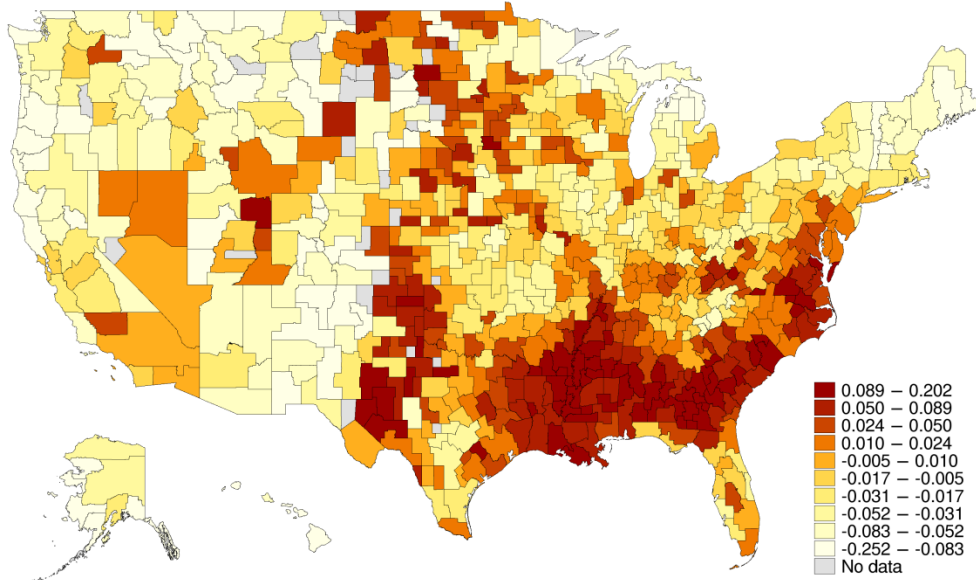 0.089 – 0.202
0.050 – 0.089
0.024 – 0.050
0.010 – 0.024
-0.005 – 0.010
-0.017 – -0.005
-0.031 – -0.017
-0.052 – -0.031
-0.083 – -0.052
-0.252 – -0.083
No data